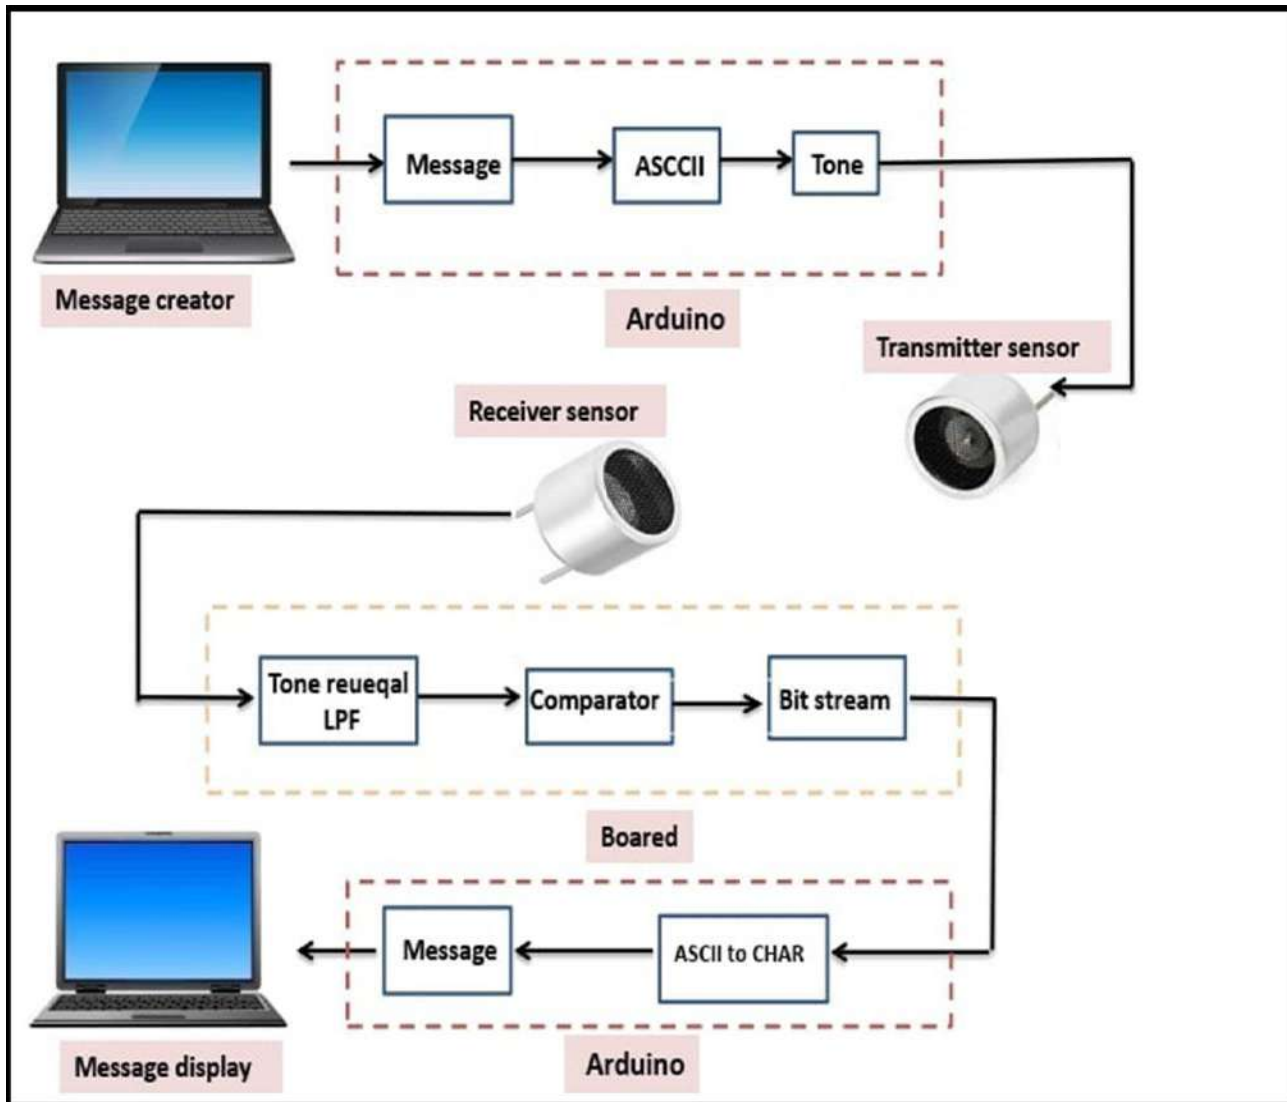 Message
ASCCII
Tone
Message creator
Arduino
Transmitter sensor
Receiver sensor
Tone reueqal
LPF
Comparator
Bit stream
Boared
Message
ASCII to CHAR
Message display
Arduino